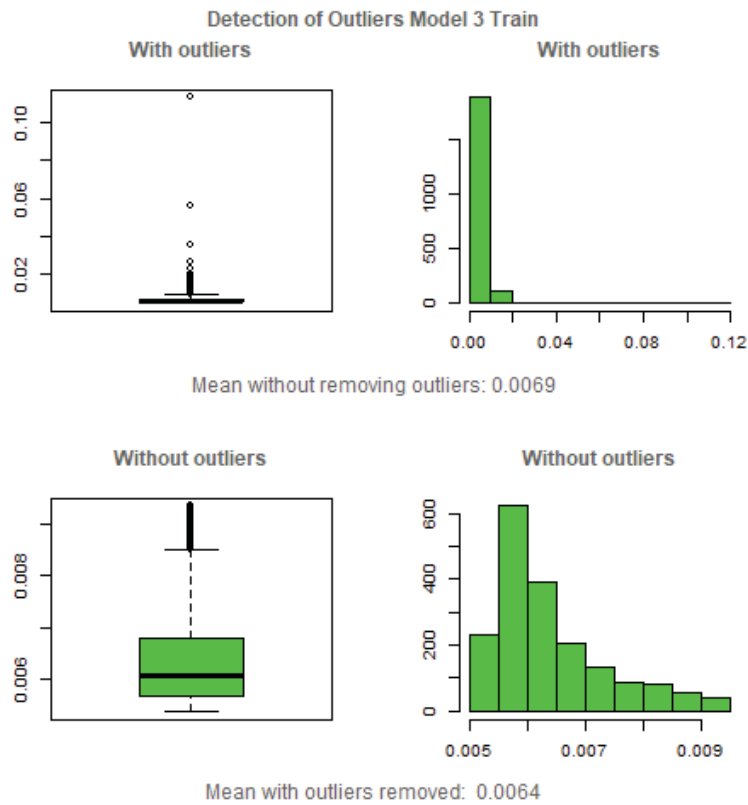 Detection of Outliers Model 3 Train
With outliers
With outliers
0.10
0.06
0.02
1000
500
0
0.00 0.04 0.08 0.12
Mean without removing outliers: 0.0069
Without outliers
Without outliers
0.008
0.006
600
400
200
0
0.005 0.007 0.009
Mean with outliers removed: 0.0064